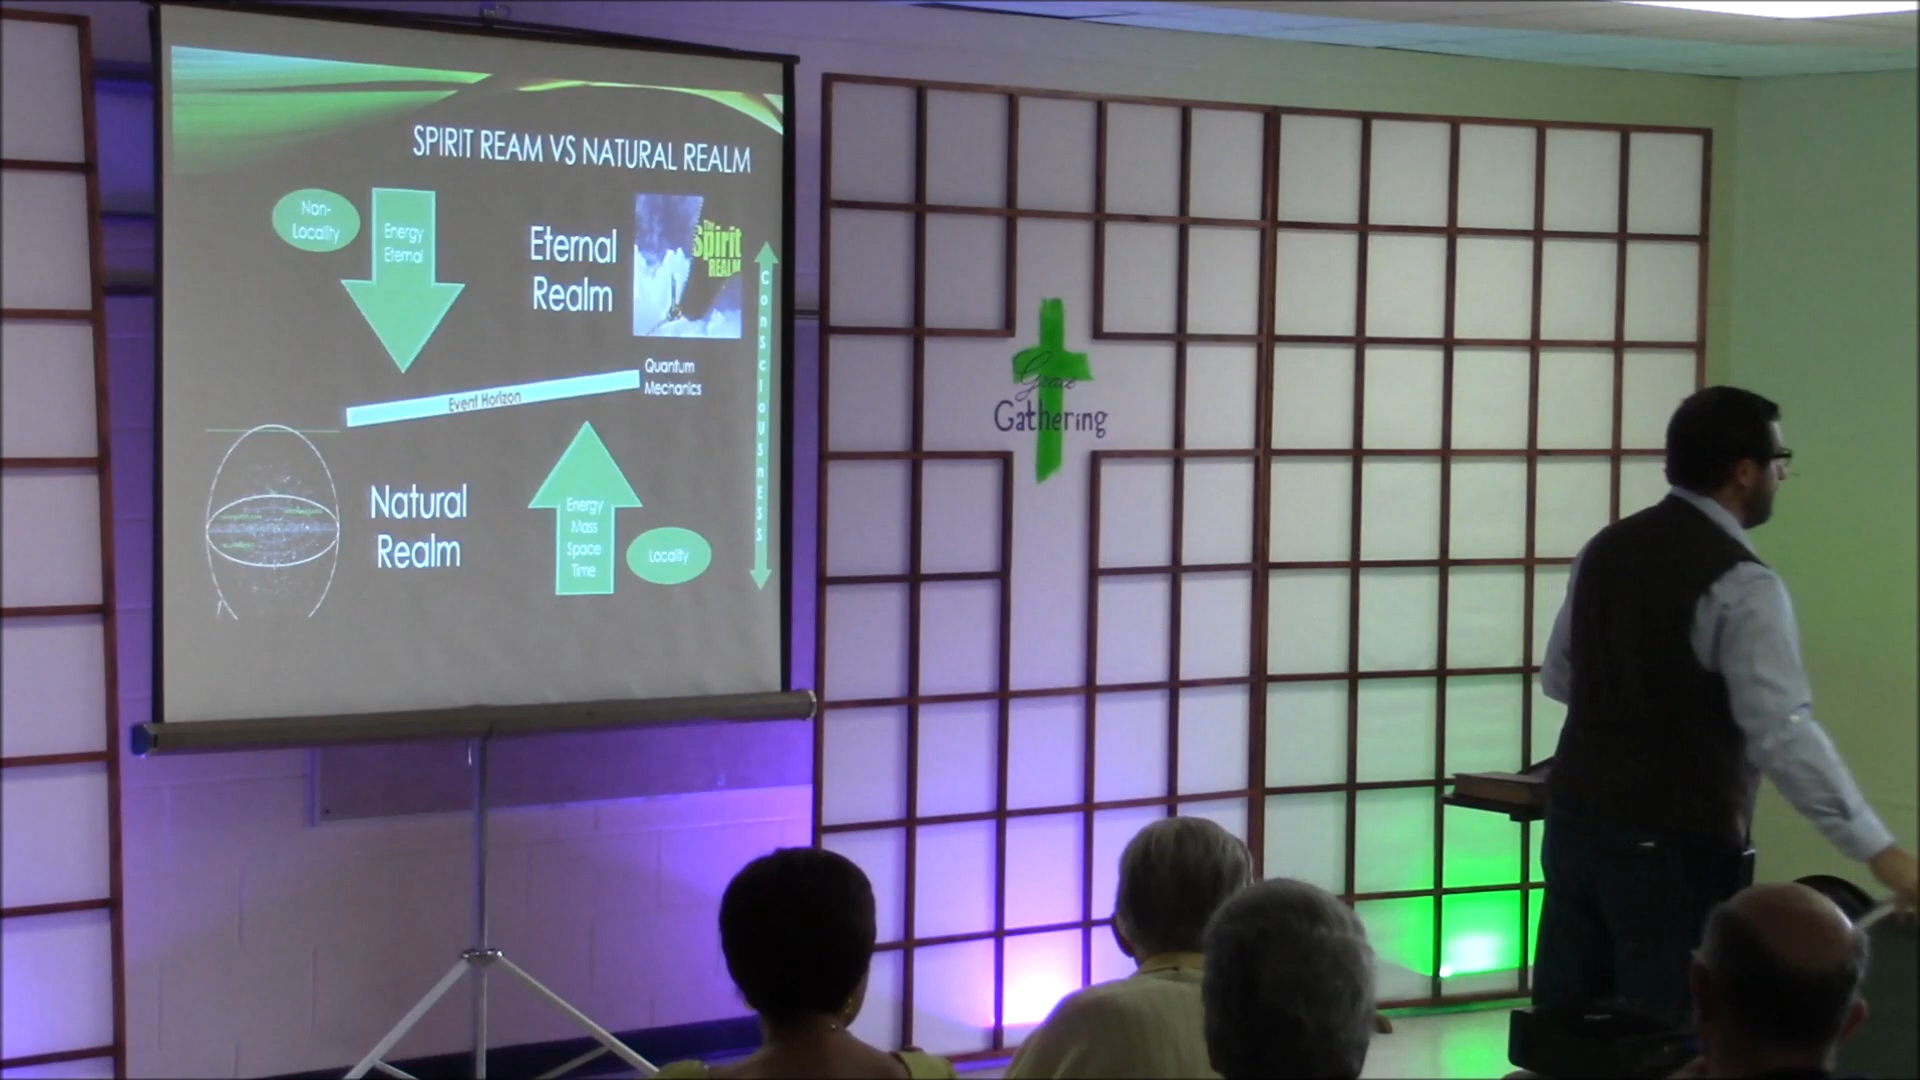 SPIRIT REAM VS NATURAL REALM
Non-
Locality
Energy
Eternal
Eternal
Realm
The
Spirit
REALM
Consciousness
Quantum
Mechanics
Event Horizon
Natural
Realm
Energy
Mass
Space
Time
Locality
Grace
Gathering